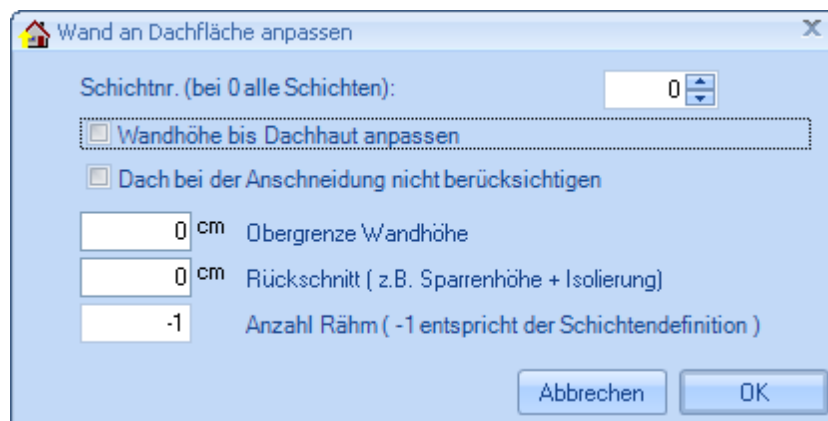 Wand an Dachfläche anpassen
Schichtnr. (bei 0 alle Schichten): 0
Wandhöhe bis Dachhaut anpassen
Dach bei der Anschneidung nicht berücksichtigen
0 cm Obergrenze Wandhöhe
0 cm Rückschnitt ( z.B. Sparrenhöhe + Isolierung)
-1 Anzahl Rähm ( -1 entspricht der Schichtendefinition )
Abbrechen OK